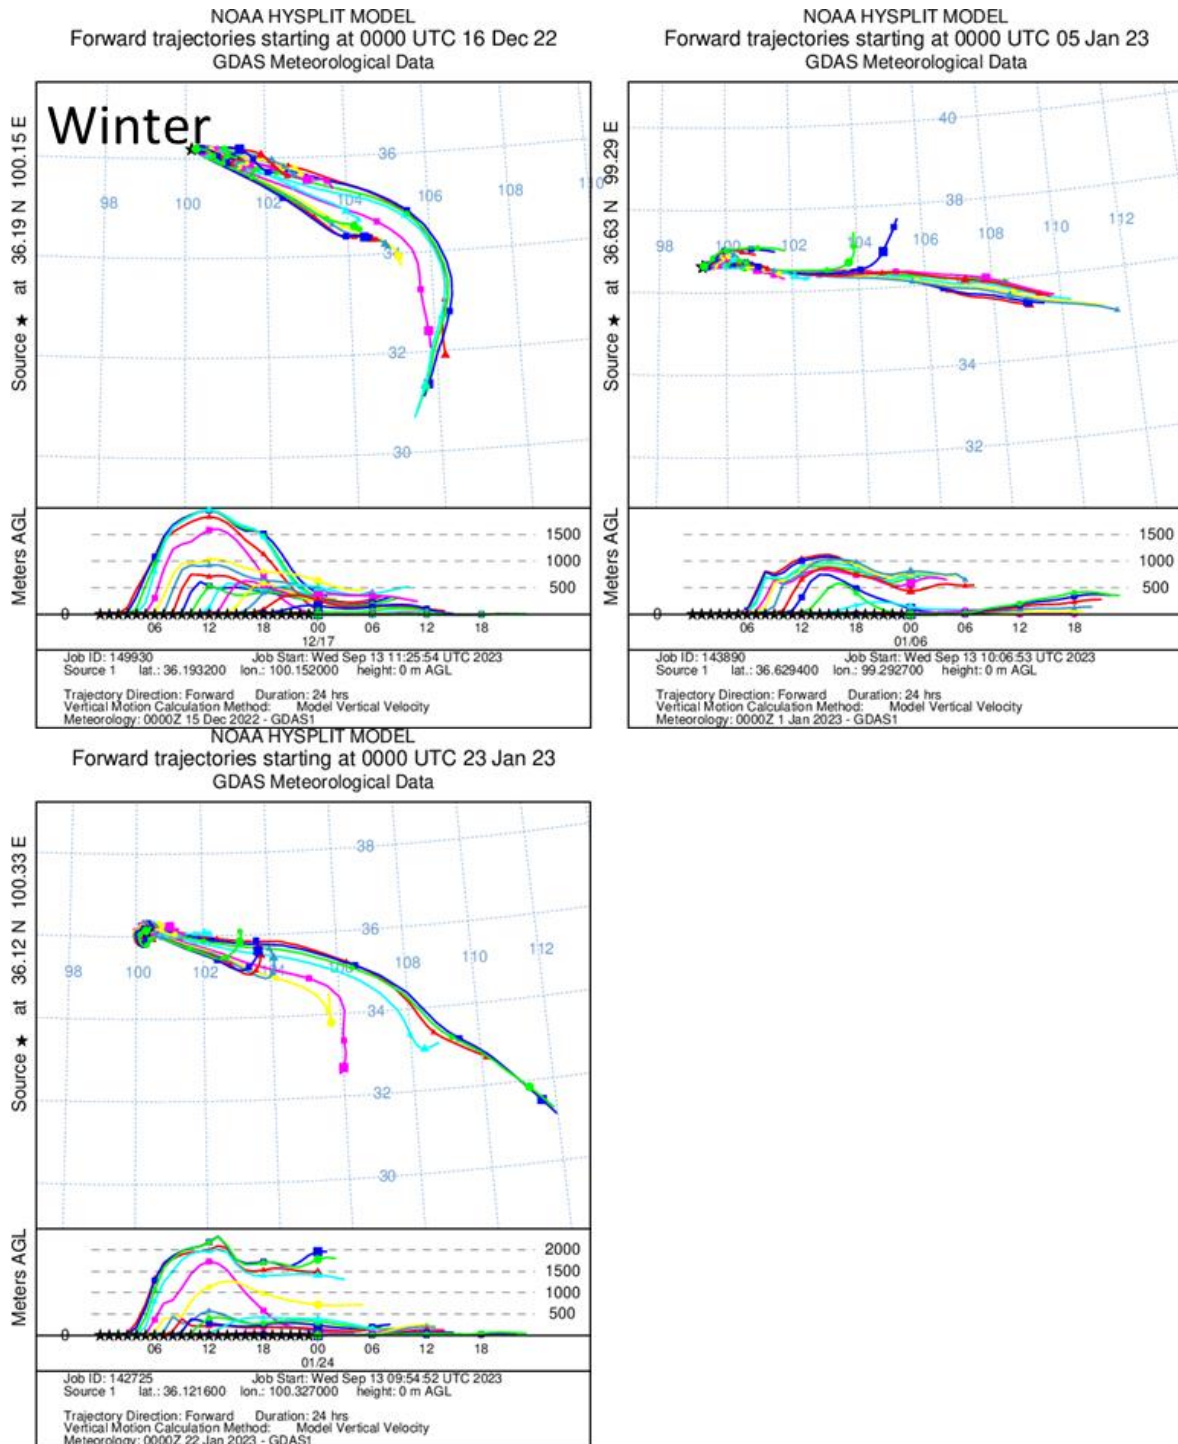 NOAA HYSPLIT MODEL
Forward trajectories starting at 0000 UTC 16 Dec 22
GDAS Meteorological Data
Source ★ at 36.19 N 100.15 E
Winter
36
98 100 102 104 106 108 110
34
32
30
Meters AGL
1500
1000
500
0
06 12 18 00 06 12 18
12/17
Job ID: 149930 Job Start: Wed Sep 13 11:25:54 UTC 2023
Source 1 lat.: 36.193200 lon.: 100.152000 height: 0 m AGL
Trajectory Direction: Forward Duration: 24 hrs
Vertical Motion Calculation Method: Model Vertical Velocity
Meteorology: 0000Z 15 Dec 2022 - GDAS1
NOAA HYSPLIT MODEL
Forward trajectories starting at 0000 UTC 05 Jan 23
GDAS Meteorological Data
Source ★ at 36.63 N 99.29 E
40
38
98 100 102 104 106 108 110 112
34
32
Meters AGL
1500
1000
500
0
06 12 18 00 06 12 18
01/06
Job ID: 143890 Job Start: Wed Sep 13 10:06:53 UTC 2023
Source 1 lat.: 36.629400 lon.: 99.292700 height: 0 m AGL
Trajectory Direction: Forward Duration: 24 hrs
Vertical Motion Calculation Method: Model Vertical Velocity
Meteorology: 0000Z 1 Jan 2023 - GDAS1
NOAA HYSPLIT MODEL
Forward trajectories starting at 0000 UTC 23 Jan 23
GDAS Meteorological Data
Source ★ at 36.12 N 100.33 E
38
36
98 100 102 104 106 108 110 112
34
32
30
Meters AGL
2000
1500
1000
500
0
06 12 18 00 06 12 18
01/24
Job ID: 142725 Job Start: Wed Sep 13 09:54:52 UTC 2023
Source 1 lat.: 36.121600 lon.: 100.327000 height: 0 m AGL
Trajectory Direction: Forward Duration: 24 hrs
Vertical Motion Calculation Method: Model Vertical Velocity
Meteorology: 0000Z 22 Jan 2023 - GDAS1